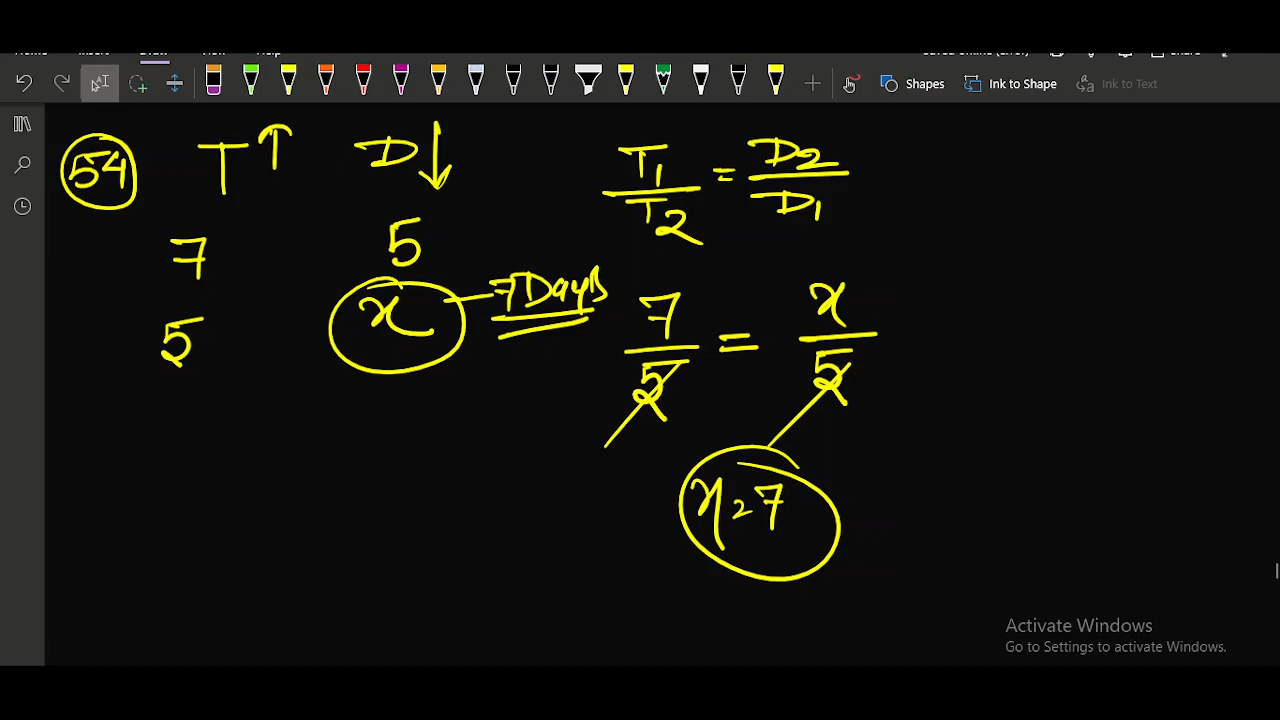 Shapes Ink to Shape Ink to Text
54 T↑ D↓ T1/T2 = D2/D1
7 5
5 x - 7 Days 7/5 = x/5
x = 7
Activate Windows
Go to Settings to activate Windows.